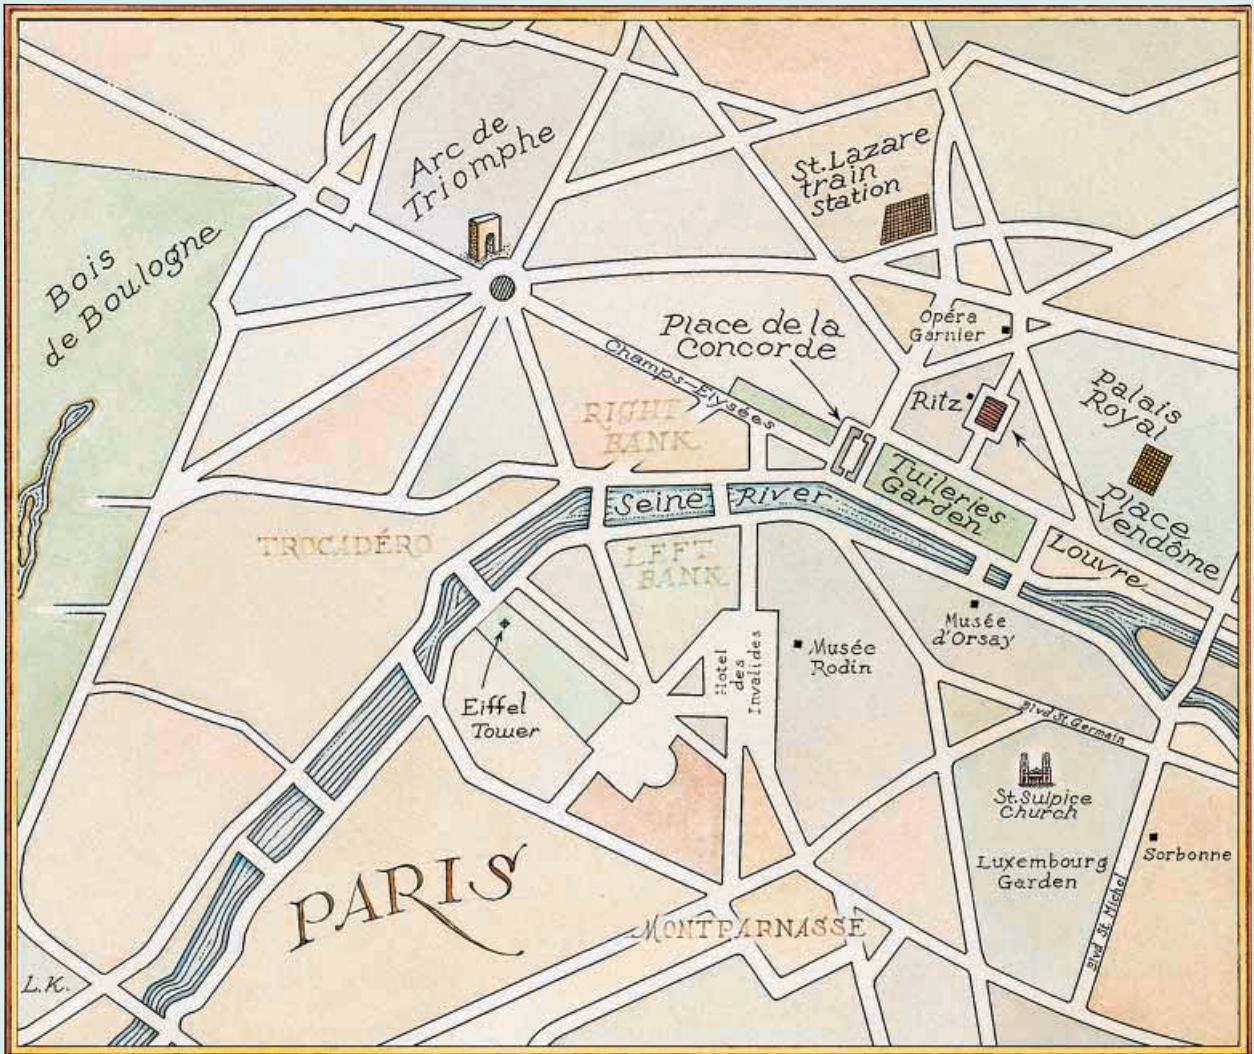 Arc de
Triomphe
St. Lazare
train
station
Bois
de Boulogne
Place de la
Concorde
Opéra
Garnier
Champs-Elysées
Ritz
Palais
Royal
RIGHT
BANK
Tuileries
Garden
Place
Vendôme
Seine River
TROCADÉRO
LEFT
BANK
Louvre
Musée
d'Orsay
Hotel
des
Invalides
Musée
Rodin
Eiffel
Tower
Blvd St. Germain
St. Sulpice
Church
Luxembourg
Garden
Sorbonne
Blvd St Michel
PARIS
MONTPARNASSE
L.K.